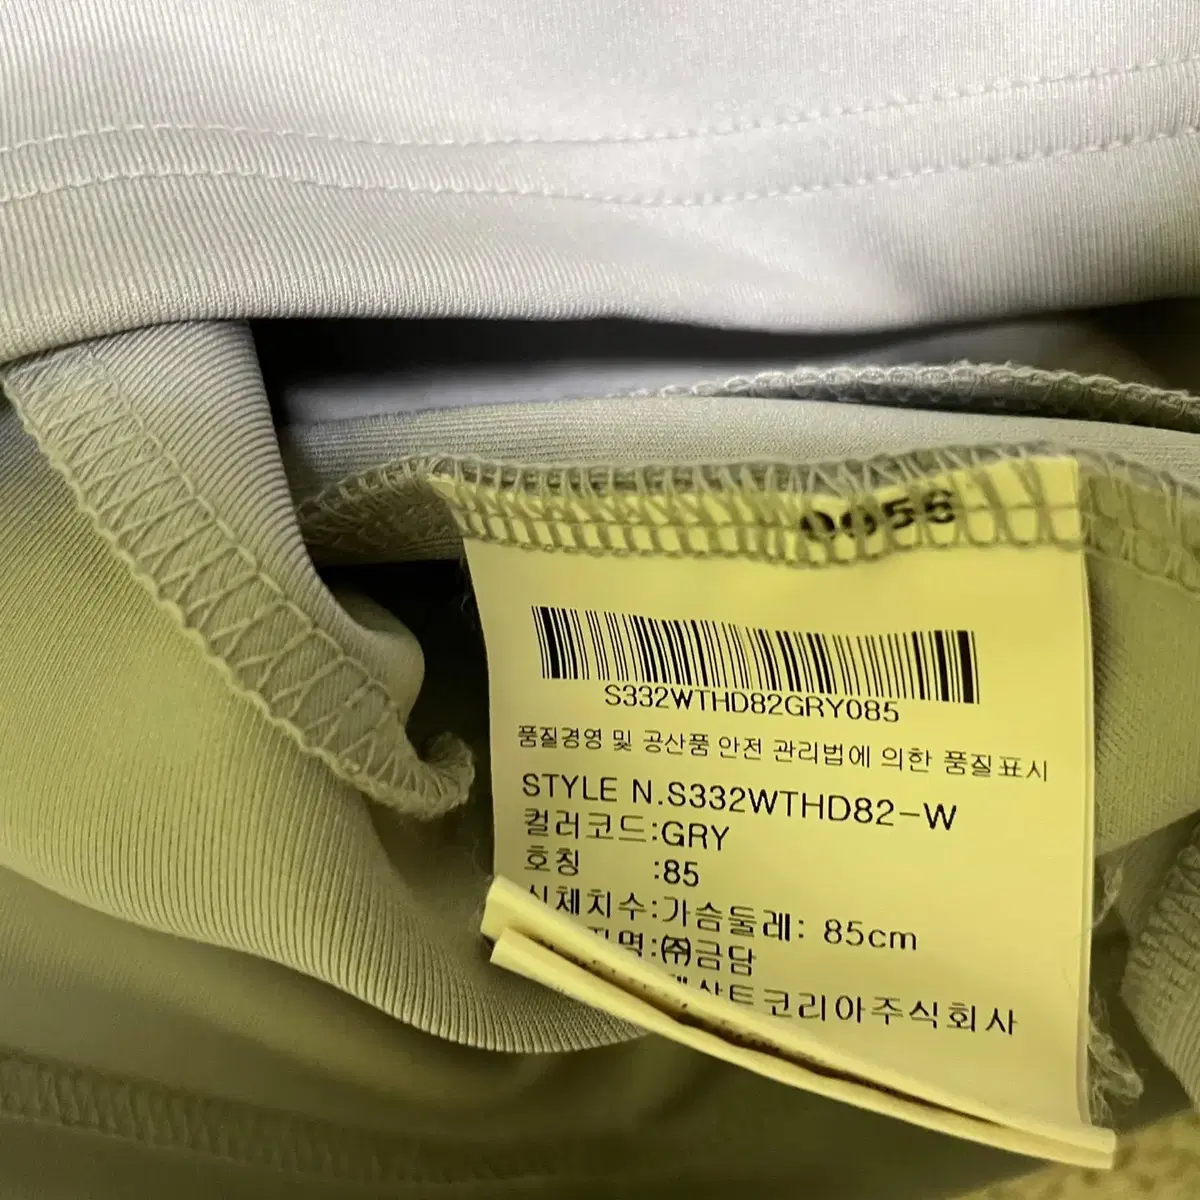 0056
S332WTHD82GRY085
품질경영 및 공산품 안전 관리법에 의한 품질표시
STYLE N.S332WTHD82-W
컬러코드:GRY
호칭 :85
실체치수:가슴둘레: 85cm
:㈜금담
코리아주식회사